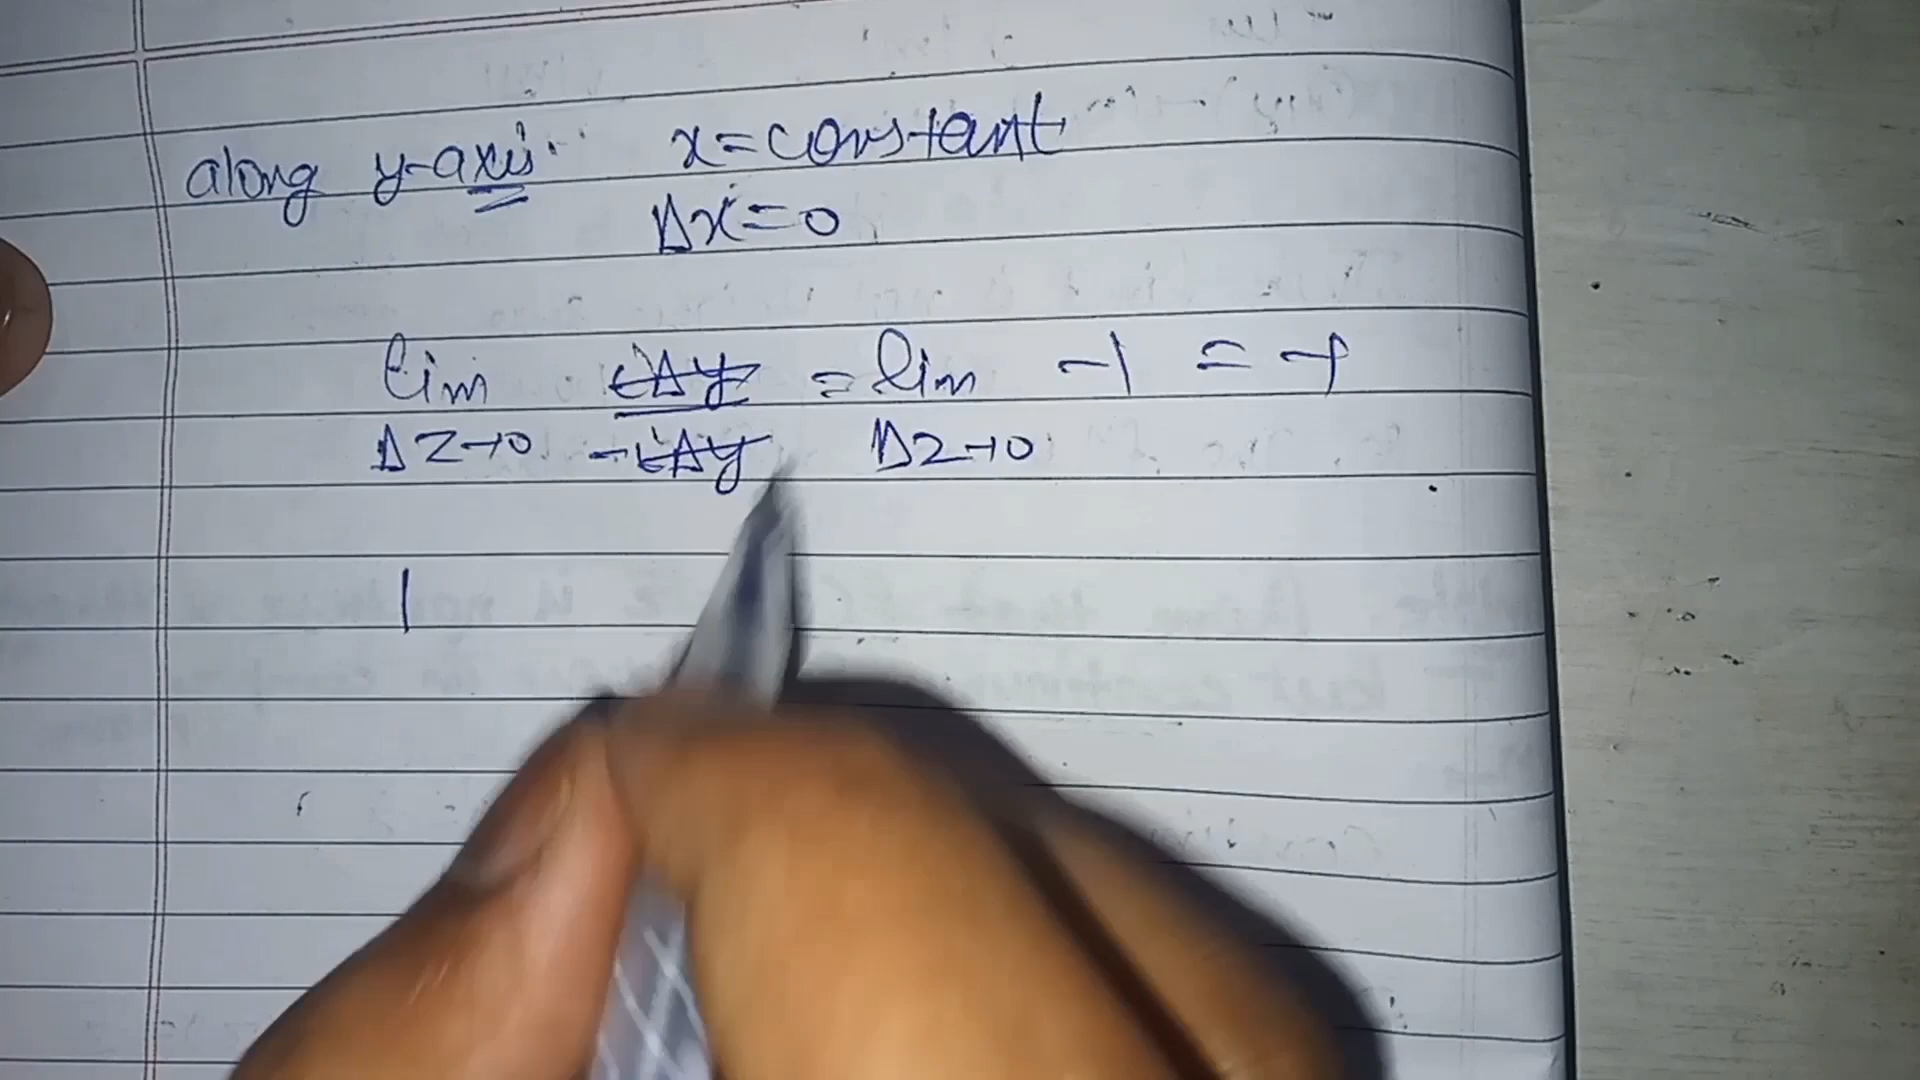 along y-axis x=constant
Δx=0
lim iΔy = lim -1 = -1
Δz→0 -iΔy Δz→0